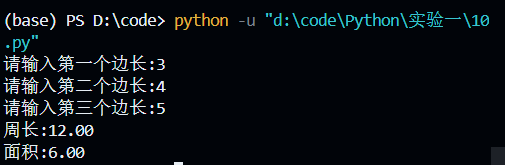 (base) PS D:\code> python -u "d:\code\Python\实验一\10
.py"
请输入第一个边长:3
请输入第二个边长:4
请输入第三个边长:5
周长:12.00
面积:6.00